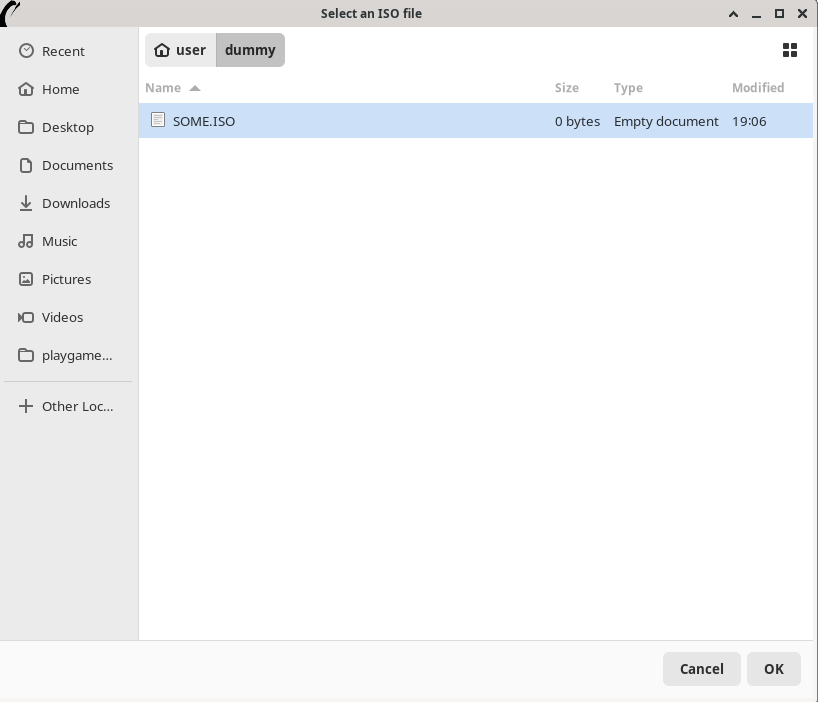 Select an ISO file
Recent
Home
Desktop
Documents
Downloads
Music
Pictures
Videos
playgame...
Other Loc...
user dummy
Name Size Type Modified
SOME.ISO 0 bytes Empty document 19:06
Cancel OK